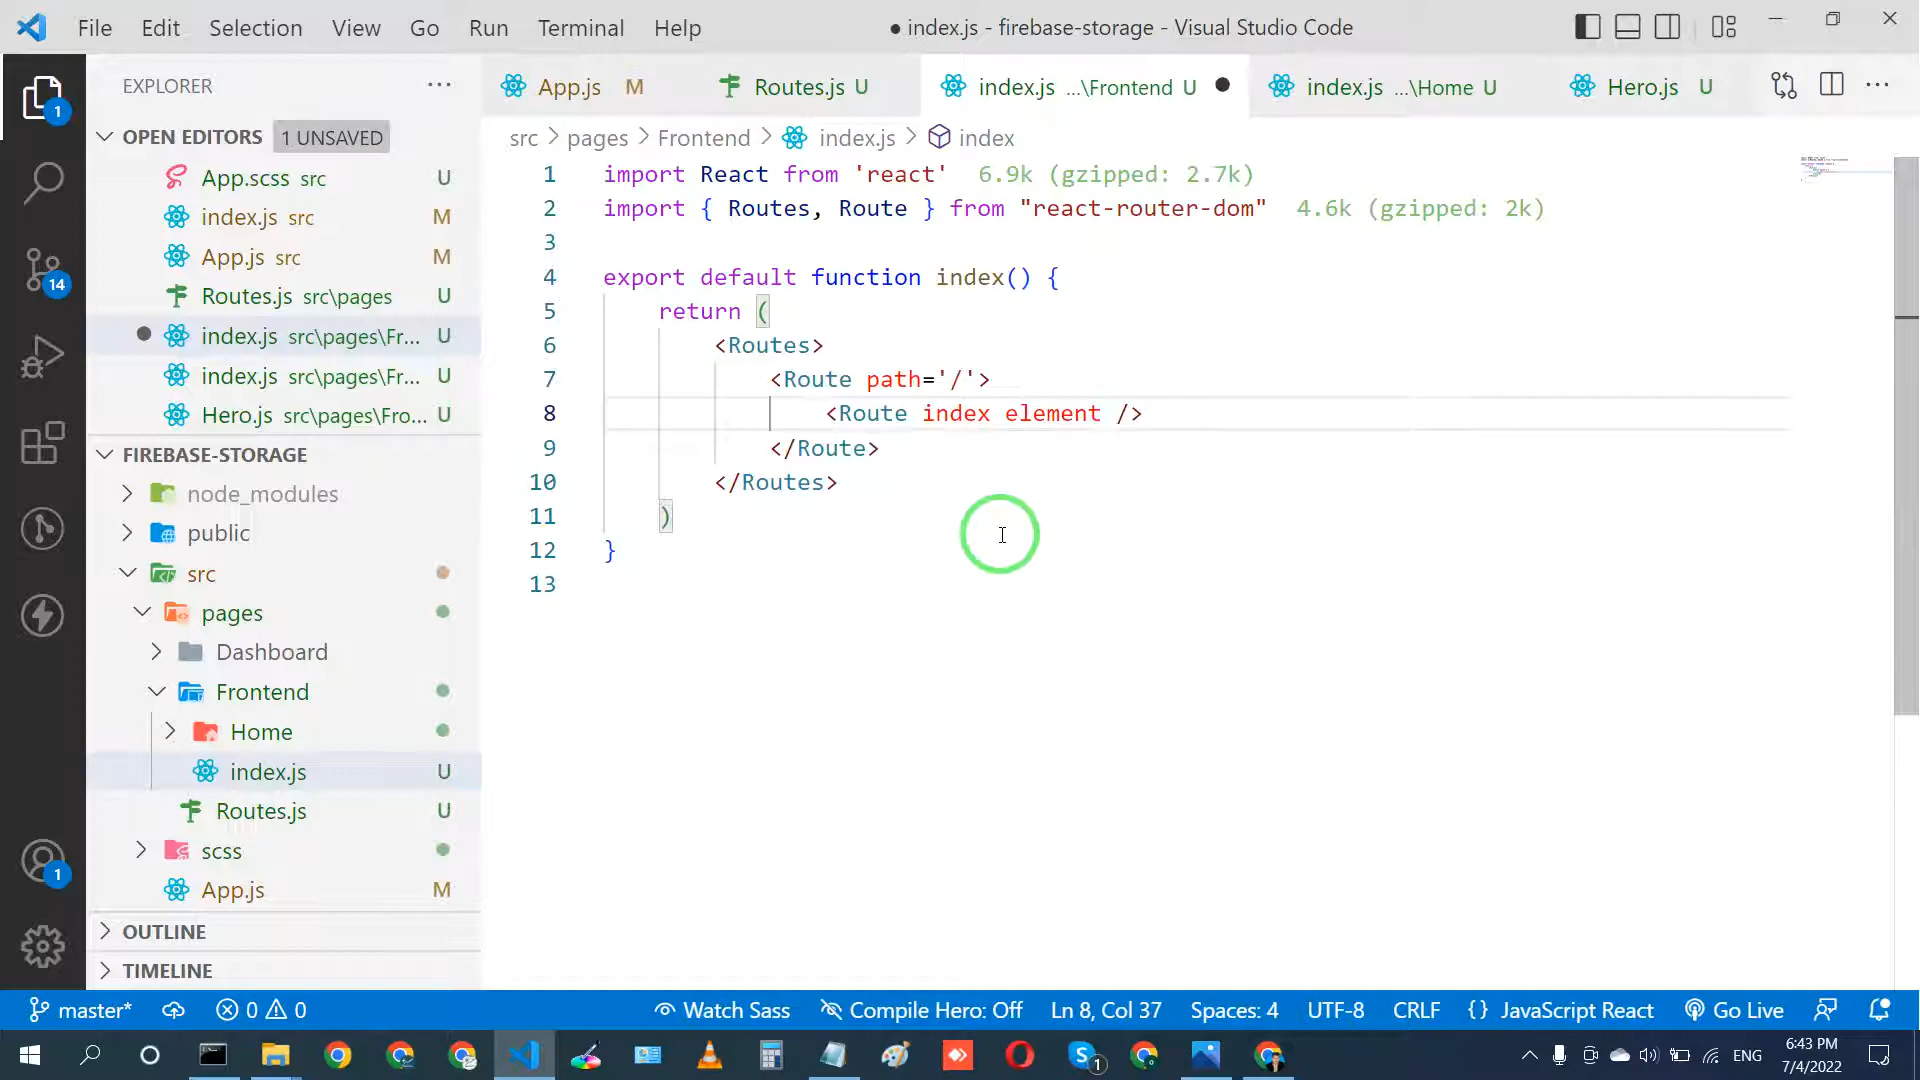 File Edit Selection View Go Run Terminal Help
● index.js - firebase-storage - Visual Studio Code
EXPLORER
OPEN EDITORS 1 UNSAVED
App.scss src U
index.js src M
App.js src M
Routes.js src\pages U
index.js src\pages\Fr... U
index.js src\pages\Fr... U
Hero.js src\pages\Fro... U
FIREBASE-STORAGE
node_modules
public
src
pages
Dashboard
Frontend
Home
index.js U
Routes.js U
scss
App.js M
OUTLINE
TIMELINE
1
14
1
App.js M Routes.js U index.js ...\Frontend U index.js ...\Home U Hero.js U
src > pages > Frontend > index.js > index
1 import React from 'react' 6.9k (gzipped: 2.7k)
2 import { Routes, Route } from "react-router-dom" 4.6k (gzipped: 2k)
3
4 export default function index() {
5 return (
6 <Routes>
7 <Route path='/'>
8 <Route index element />
9 </Route>
10 </Routes>
11 )
12 }
13
master* 0 0 Watch Sass Compile Hero: Off Ln 8, Col 37 Spaces: 4 UTF-8 CRLF {} JavaScript React Go Live
1 ENG 6:43 PM
7/4/2022